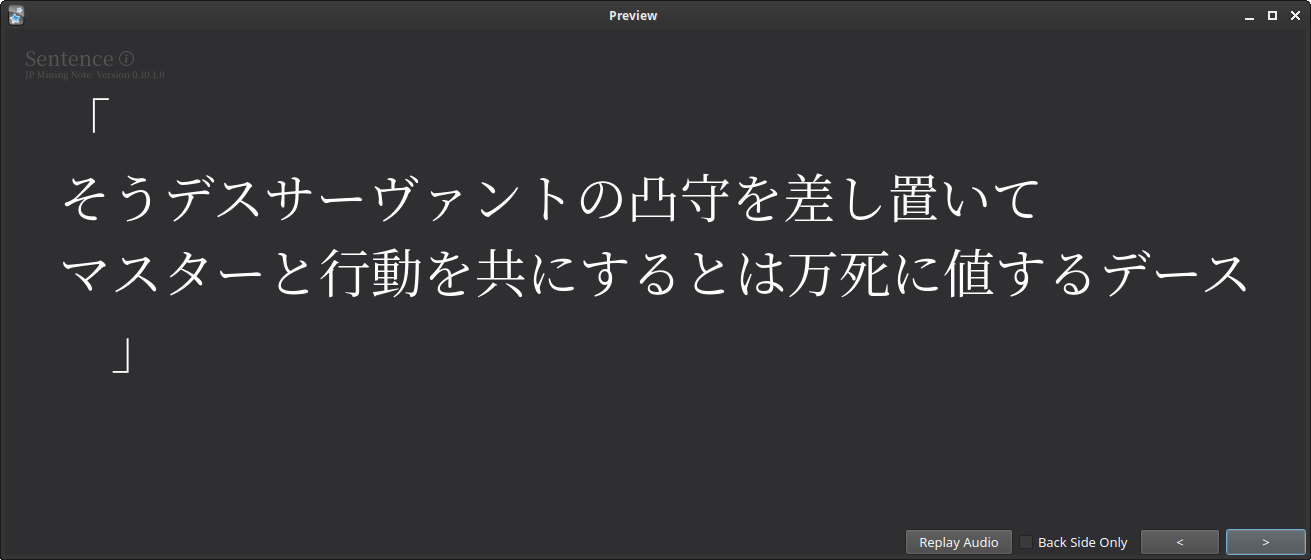 Preview
Sentence
JP Mining Note: Version 0.10.1.0
「
そうデスサーヴァントの凸守を差し置いて
マスターと行動を共にするとは万死に値するデース
」
Replay Audio
Back Side Only
<
>